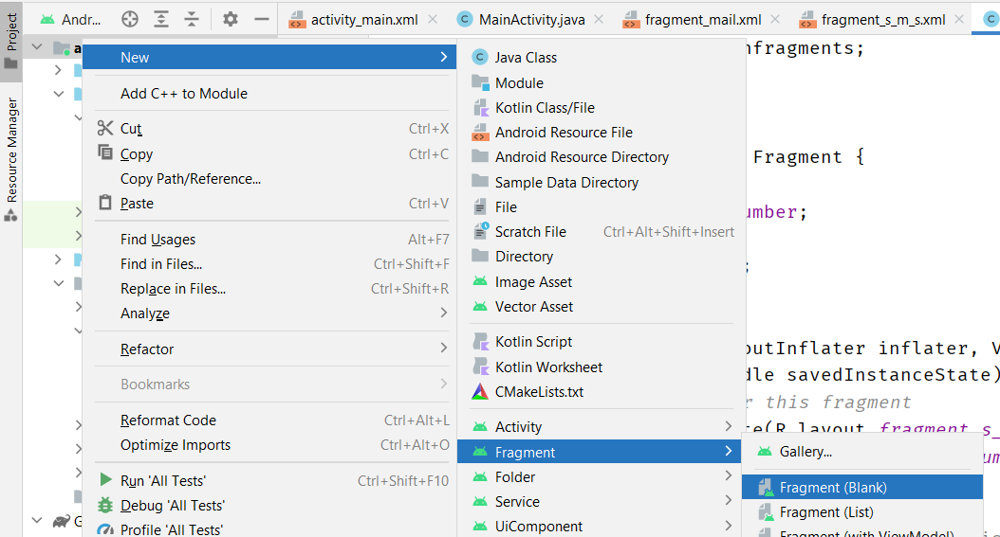 Project
Resource Manager
Andr...
activity_main.xml
MainActivity.java
fragment_mail.xml
fragment_s_m_s.xml
a
New
Add C++ to Module
Cut Ctrl+X
Copy Ctrl+C
Copy Path/Reference...
Paste Ctrl+V
Find Usages Alt+F7
Find in Files... Ctrl+Shift+F
Replace in Files... Ctrl+Shift+R
Analyze
Refactor
Bookmarks
Reformat Code Ctrl+Alt+L
Optimize Imports Ctrl+Alt+O
Run 'All Tests' Ctrl+Shift+F10
Debug 'All Tests'
Profile 'All Tests'
G
Java Class
Module
Kotlin Class/File
Android Resource File
Android Resource Directory
Sample Data Directory
File
Scratch File Ctrl+Alt+Shift+Insert
Directory
Image Asset
Vector Asset
Kotlin Script
Kotlin Worksheet
CMakeLists.txt
Activity
Fragment
Folder
Service
UiComponent
Gallery...
Fragment (Blank)
Fragment (List)
Fragment (with ViewModel)
nfragments;
Fragment {
umber;
;
outInflater inflater, V
dle savedInstanceState)
r this fragment
te(R.layout.fragment_s_
um